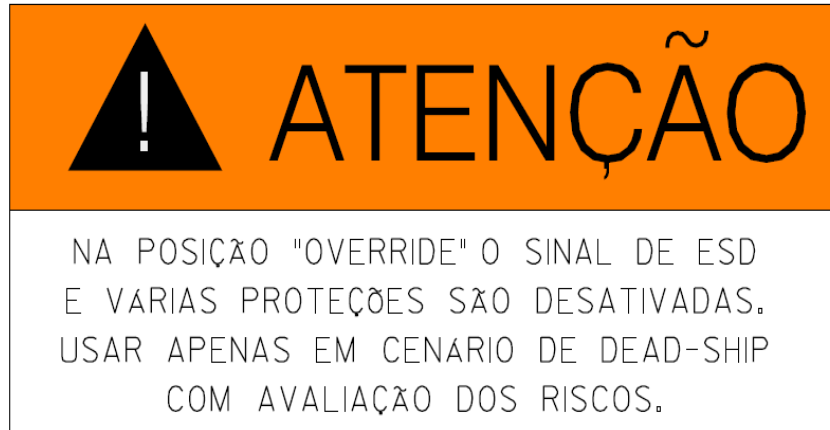 ! ATENÇÃO
NA POSIÇÃO "OVERRIDE" O SINAL DE ESD
E VÁRIAS PROTEÇÕES SÃO DESATIVADAS.
USAR APENAS EM CENÁRIO DE DEAD-SHIP
COM AVALIAÇÃO DOS RISCOS.